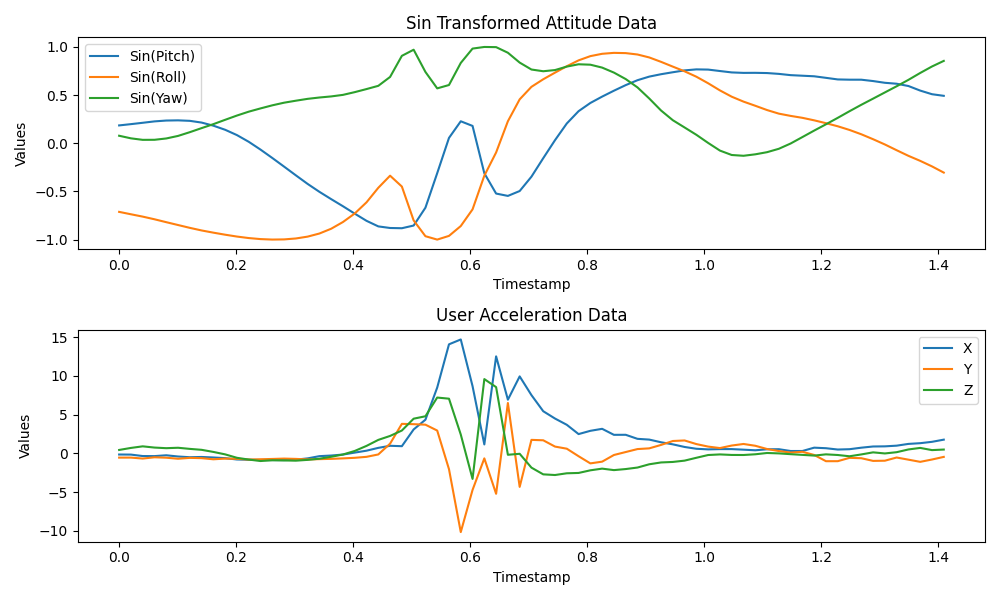 Sin Transformed Attitude Data
Values
1.0
0.5
0.0
-0.5
-1.0
Sin(Pitch)
Sin(Roll)
Sin(Yaw)
0.0 0.2 0.4 0.6 0.8 1.0 1.2 1.4
Timestamp
User Acceleration Data
Values
15
10
5
0
−5
−10
X
Y
Z
0.0 0.2 0.4 0.6 0.8 1.0 1.2 1.4
Timestamp